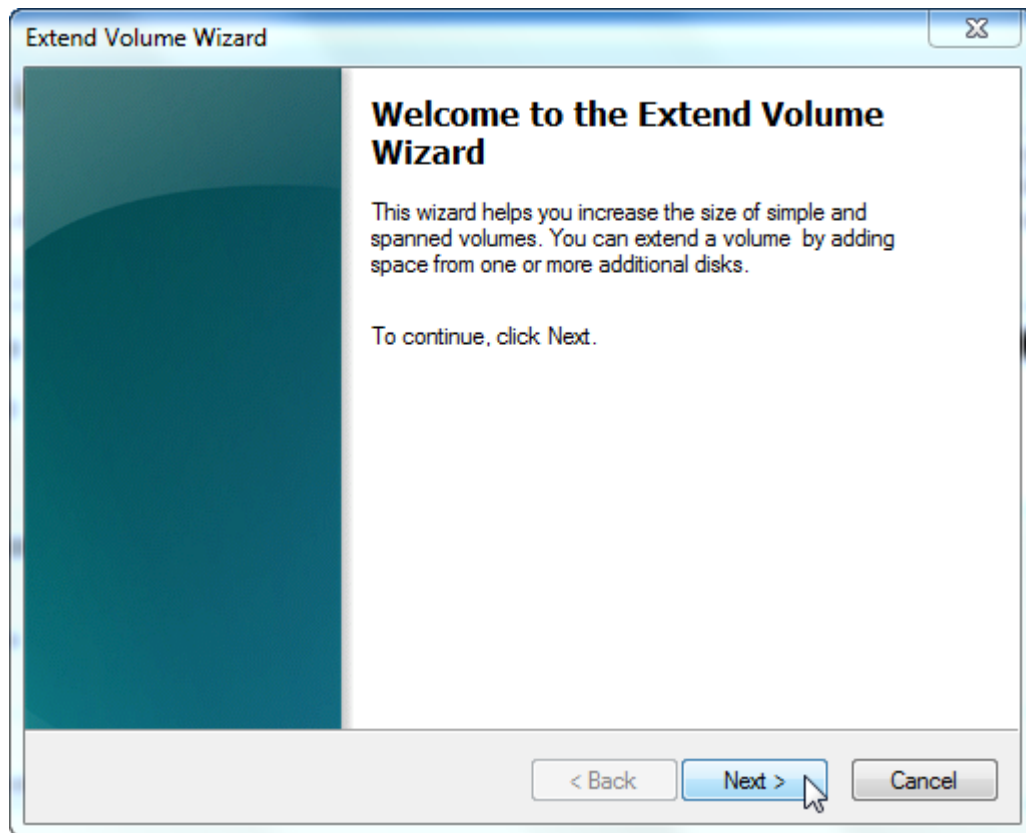 Extend Volume Wizard
Welcome to the Extend Volume
Wizard
This wizard helps you increase the size of simple and
spanned volumes. You can extend a volume  by adding
space from one or more additional disks.
To continue, click Next.
< Back
Next >
Cancel